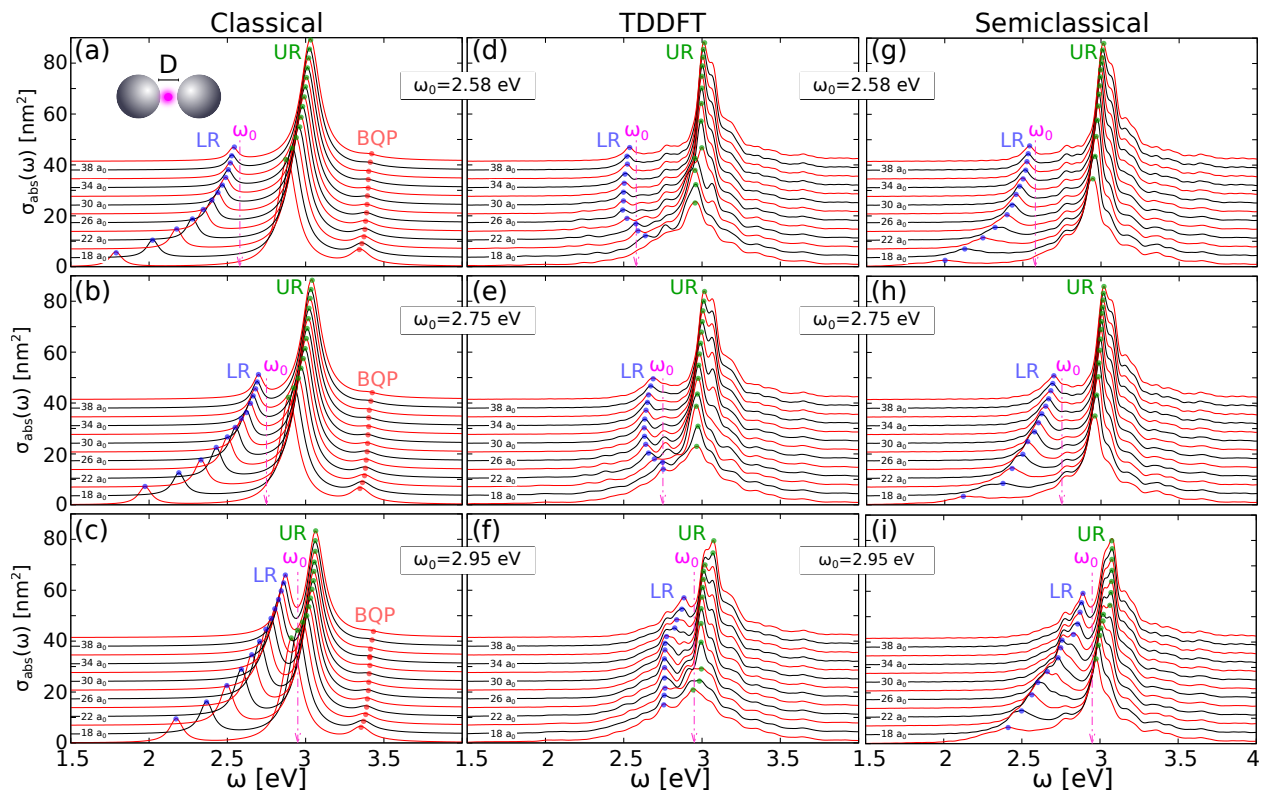 Classical
TDDFT
Semiclassical
(a)
D
UR
LR
ω₀
BQP
ω₀=2.58 eV
38 a₀
34 a₀
30 a₀
26 a₀
22 a₀
18 a₀
σabs(ω) [nm²]
80
60
40
20
0
(d)
UR
LR
ω₀
38 a₀
34 a₀
30 a₀
26 a₀
22 a₀
18 a₀
(g)
UR
LR
ω₀
ω₀=2.58 eV
38 a₀
34 a₀
30 a₀
26 a₀
22 a₀
18 a₀
(b)
UR
LR
ω₀
BQP
ω₀=2.75 eV
38 a₀
34 a₀
30 a₀
26 a₀
22 a₀
18 a₀
σabs(ω) [nm²]
80
60
40
20
0
(e)
UR
LR
ω₀
38 a₀
34 a₀
30 a₀
26 a₀
22 a₀
18 a₀
(h)
UR
LR
ω₀
ω₀=2.75 eV
38 a₀
34 a₀
30 a₀
26 a₀
22 a₀
18 a₀
(c)
UR
LR
ω₀
BQP
ω₀=2.95 eV
38 a₀
34 a₀
30 a₀
26 a₀
22 a₀
18 a₀
σabs(ω) [nm²]
80
60
40
20
0
(f)
UR
LR
ω₀
38 a₀
34 a₀
30 a₀
26 a₀
22 a₀
18 a₀
(i)
UR
LR
ω₀
ω₀=2.95 eV
38 a₀
34 a₀
30 a₀
26 a₀
22 a₀
18 a₀
1.5 2 2.5 3 3.5 1.5 2 2.5 3 3.5 1.5 2 2.5 3 3.5 4
ω [eV] ω [eV] ω [eV]